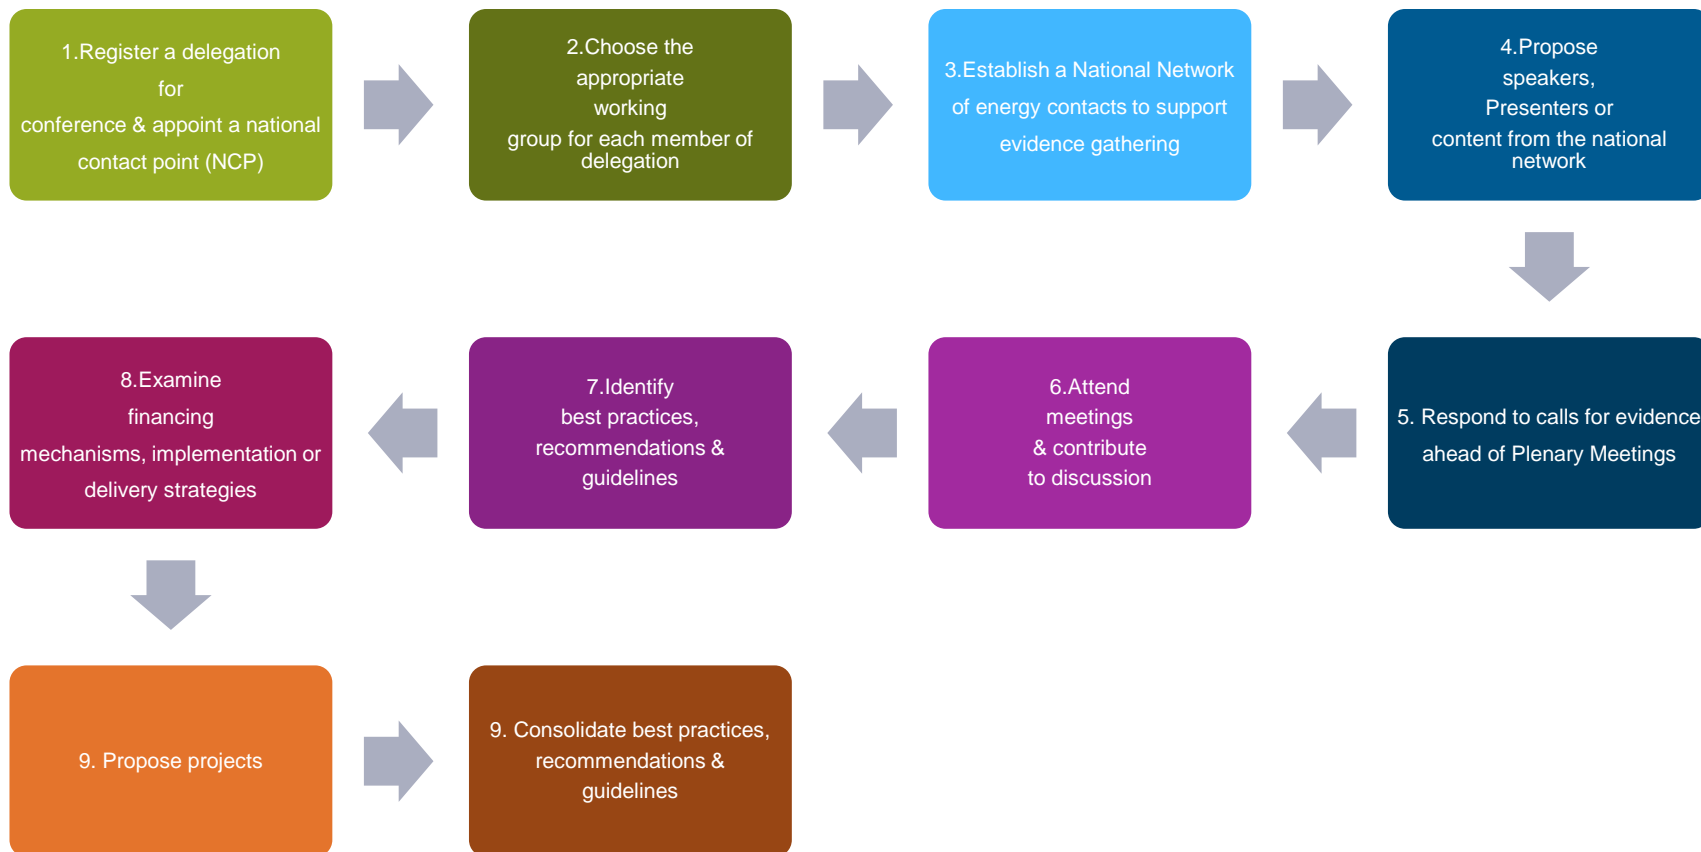 1.Register a delegation
for
conference & appoint a national
contact point (NCP)
2.Choose the
appropriate
working
group for each member of
delegation
3.Establish a National Network
of energy contacts to support
evidence gathering
4.Propose
speakers,
Presenters or
content from the national
network
5. Respond to calls for evidence
ahead of Plenary Meetings
6.Attend
meetings
& contribute
to discussion
7.Identify
best practices,
recommendations &
guidelines
8.Examine
financing
mechanisms, implementation or
delivery strategies
9. Propose projects
9. Consolidate best practices,
recommendations &
guidelines